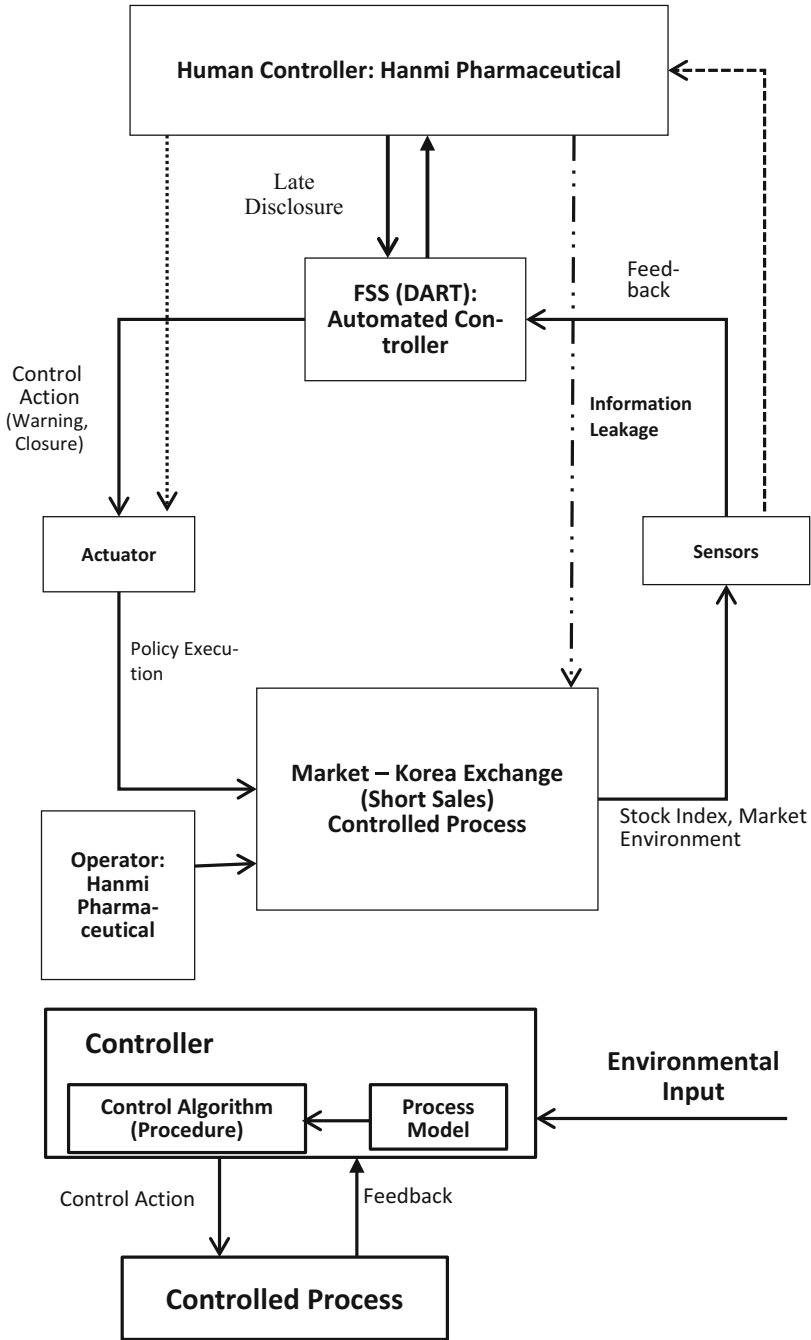 Human Controller: Hanmi Pharmaceutical
Late
Disclosure
FSS (DART):
Automated Con-
troller
Feed-
back
Control
Action
(Warning,
Closure)
Information
Leakage
Actuator
Sensors
Policy Execu-
tion
Market – Korea Exchange
(Short Sales)
Controlled Process
Stock Index, Market
Environment
Operator:
Hanmi
Pharma-
ceutical
Controller
Environmental
Input
Control Algorithm
(Procedure)
Process
Model
Control Action
Feedback
Controlled Process